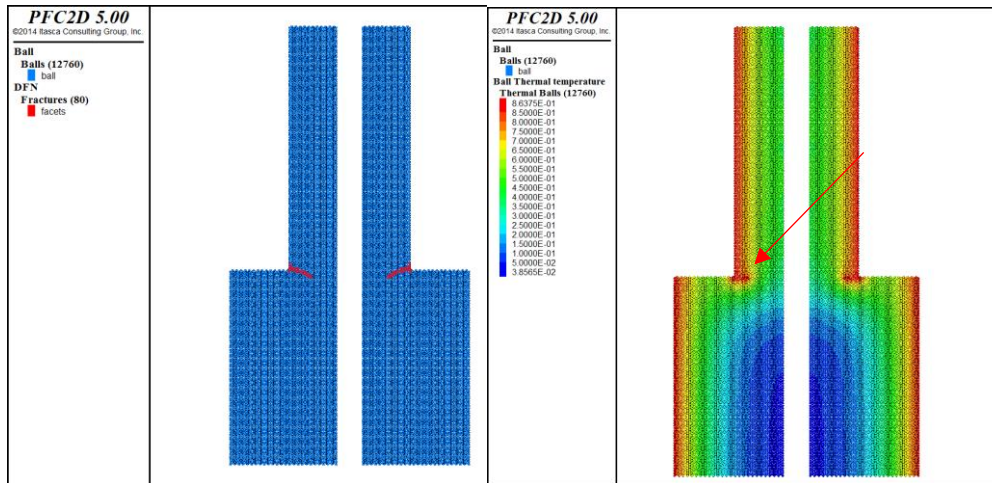 PFC2D 5.00
©2014 Itasca Consulting Group, Inc.
Ball
Balls (12760)
ball
DFN
Fractures (80)
facets
PFC2D 5.00
©2014 Itasca Consulting Group, Inc.
Ball
Balls (12760)
ball
Ball Thermal temperature
Thermal Balls (12760)
8.6375E-01
8.5000E-01
8.0000E-01
7.5000E-01
7.0000E-01
6.5000E-01
6.0000E-01
5.5000E-01
5.0000E-01
4.5000E-01
4.0000E-01
3.5000E-01
3.0000E-01
2.5000E-01
2.0000E-01
1.5000E-01
1.0000E-01
5.0000E-02
3.8565E-02